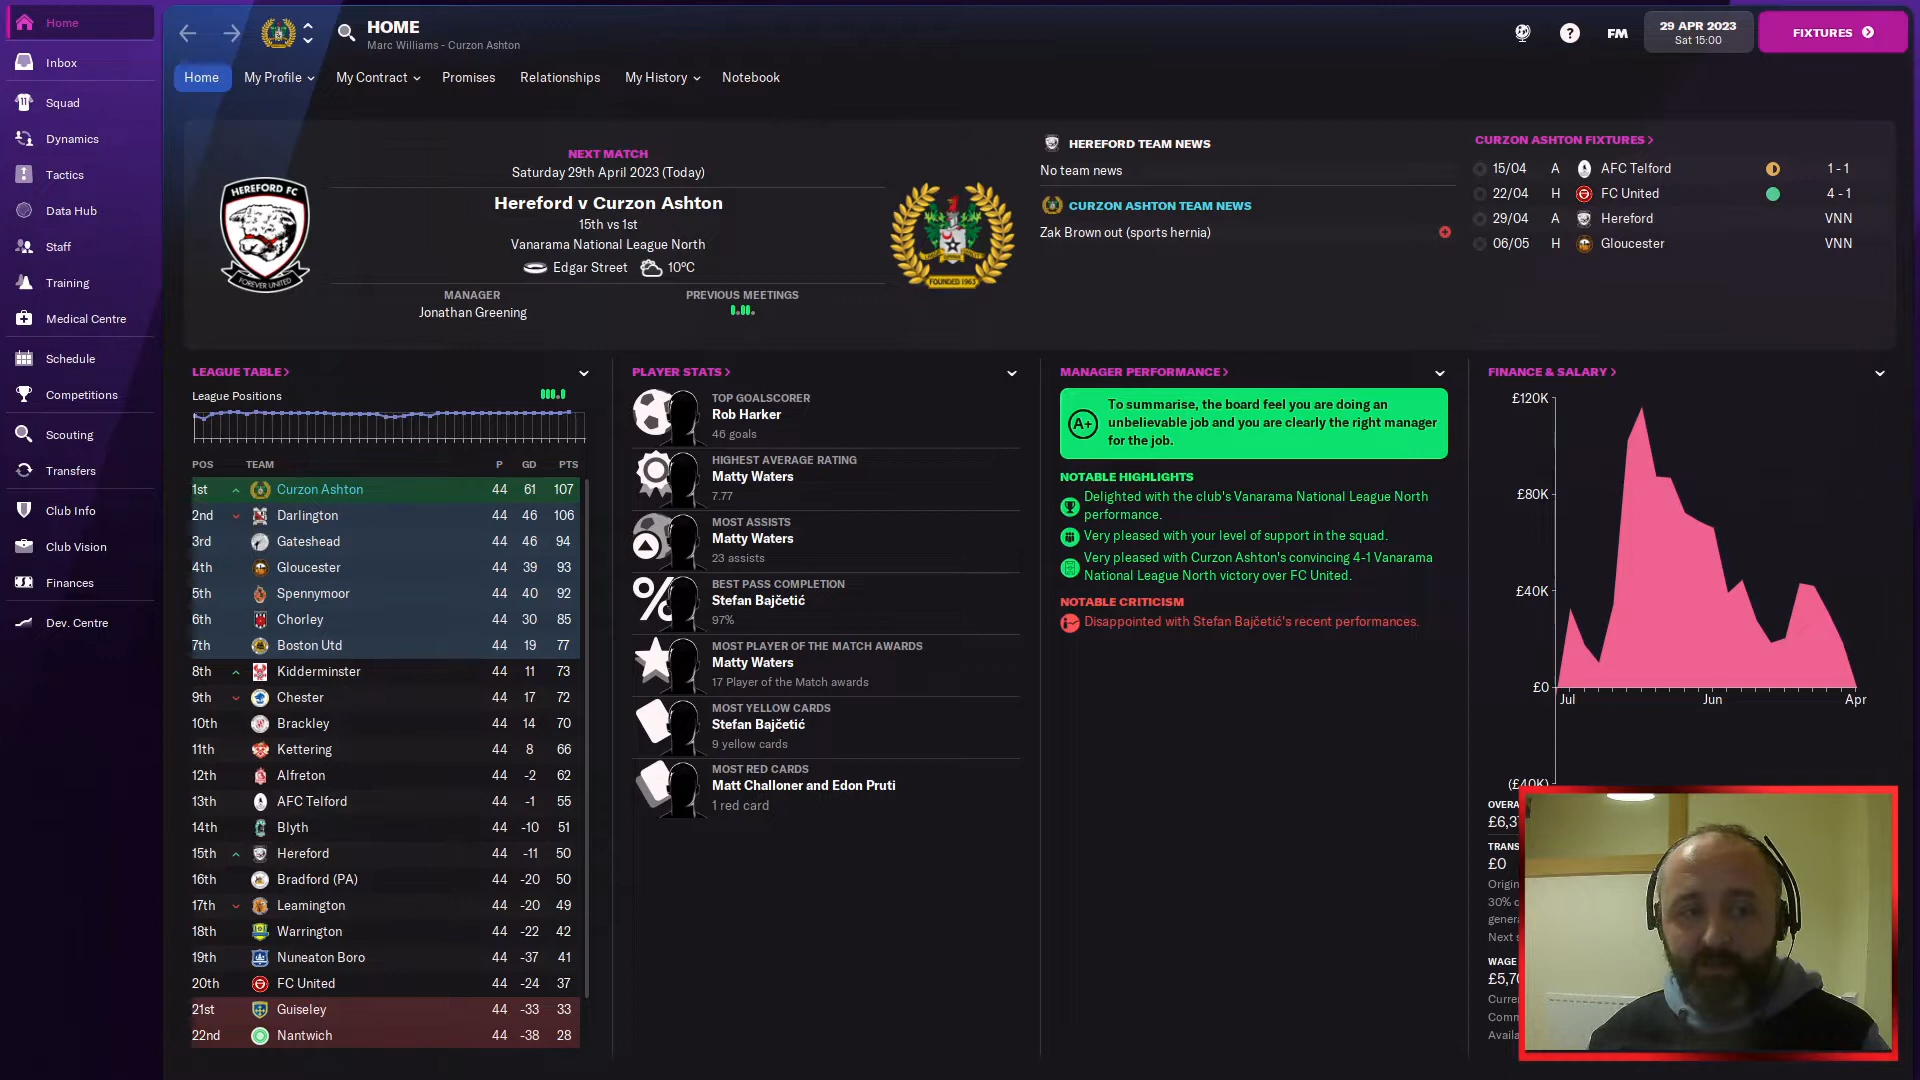 Home
Inbox
Squad
Dynamics
Tactics
Data Hub
Staff
Training
Medical Centre
Schedule
Competitions
Scouting
Transfers
Club Info
Club Vision
Finances
Dev. Centre
HOME
Marc Williams - Curzon Ashton
FM
29 APR 2023
Sat 15:00
FIXTURES
Home
My Profile
My Contract
Promises
Relationships
My History
Notebook
HEREFORD FC
FOREVER UNITED
NEXT MATCH
Saturday 29th April 2023 (Today)
Hereford v Curzon Ashton
15th vs 1st
Vanarama National League North
Edgar Street 10ºC
MANAGER
Jonathan Greening
PREVIOUS MEETINGS
FOUNDED 1963
HEREFORD TEAM NEWS
No team news
CURZON ASHTON TEAM NEWS
Zak Brown out (sports hernia)
CURZON ASHTON FIXTURES >
15/04 A AFC Telford 1 - 1
22/04 H FC United 4 - 1
29/04 A Hereford VNN
06/05 H Gloucester VNN
LEAGUE TABLE >
League Positions
POS TEAM P GD PTS
1st Curzon Ashton 44 61 107
2nd Darlington 44 46 106
3rd Gateshead 44 46 94
4th Gloucester 44 39 93
5th Spennymoor 44 40 92
6th Chorley 44 30 85
7th Boston Utd 44 19 77
8th Kidderminster 44 11 73
9th Chester 44 17 72
10th Brackley 44 14 70
11th Kettering 44 8 66
12th Alfreton 44 -2 62
13th AFC Telford 44 -1 55
14th Blyth 44 -10 51
15th Hereford 44 -11 50
16th Bradford (PA) 44 -20 50
17th Leamington 44 -20 49
18th Warrington 44 -22 42
19th Nuneaton Boro 44 -37 41
20th FC United 44 -24 37
21st Guiseley 44 -33 33
22nd Nantwich 44 -38 28
PLAYER STATS >
TOP GOALSCORER
Rob Harker
46 goals
HIGHEST AVERAGE RATING
Matty Waters
7.77
MOST ASSISTS
Matty Waters
23 assists
BEST PASS COMPLETION
Stefan Bajčetić
97%
MOST PLAYER OF THE MATCH AWARDS
Matty Waters
17 Player of the Match awards
MOST YELLOW CARDS
Stefan Bajčetić
9 yellow cards
MOST RED CARDS
Matt Challoner and Edon Pruti
1 red card
MANAGER PERFORMANCE >
A+
To summarise, the board feel you are doing an
unbelievable job and you are clearly the right manager
for the job.
NOTABLE HIGHLIGHTS
Delighted with the club's Vanarama National League North
performance.
Very pleased with your level of support in the squad.
Very pleased with Curzon Ashton's convincing 4-1 Vanarama
National League North victory over FC United.
NOTABLE CRITICISM
Disappointed with Stefan Bajčetić's recent performances.
FINANCE & SALARY >
£120K
£80K
£40K
£0
Jul Jun Apr
(£40K)
£0
30% 
Next
WAGE